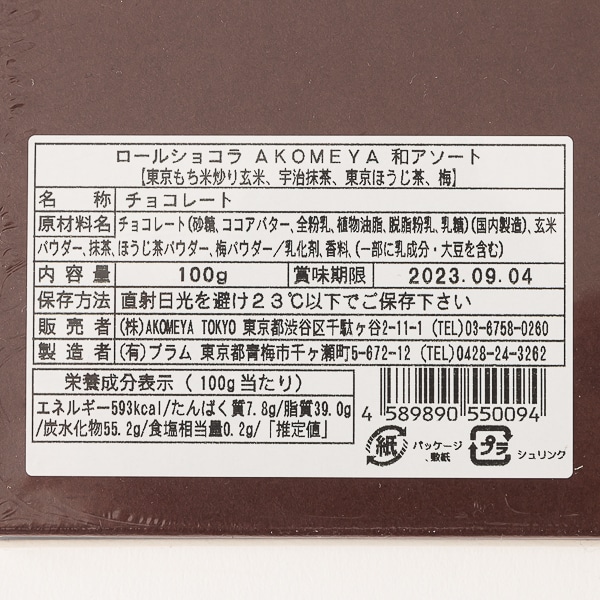 ロールショコラ AKOMEYA 和アソート
【東京もち米炒り玄米、宇治抹茶、東京ほうじ茶、梅】
名 称 チョコレート
原材料名 チョコレート(砂糖、ココアバター、全粉乳、植物油脂、脱脂粉乳、乳糖)(国内製造)、玄米
パウダー、抹茶、ほうじ茶パウダー、梅パウダー/乳化剤、香料、(一部に乳成分・大豆を含む)
内容量 100g 賞味期限 2023.09.04
保存方法 直射日光を避け23℃以下でご保存下さい
販売者 (株)AKOMEYA TOKYO 東京都渋谷区千駄ヶ谷2-11-1 (TEL)03-6758-0260
製造者 (有)プラム 東京都青梅市千ヶ瀬町5-672-12 (TEL)0428-24-3262
栄養成分表示(100g当たり)
エネルギー593kcal/たんぱく質7.8g/脂質39.0g
/炭水化物55.2g/食塩相当量0.2g/「推定値」
4 589890 550094
紙 パッケージ
、敷紙
プラ シュリンク